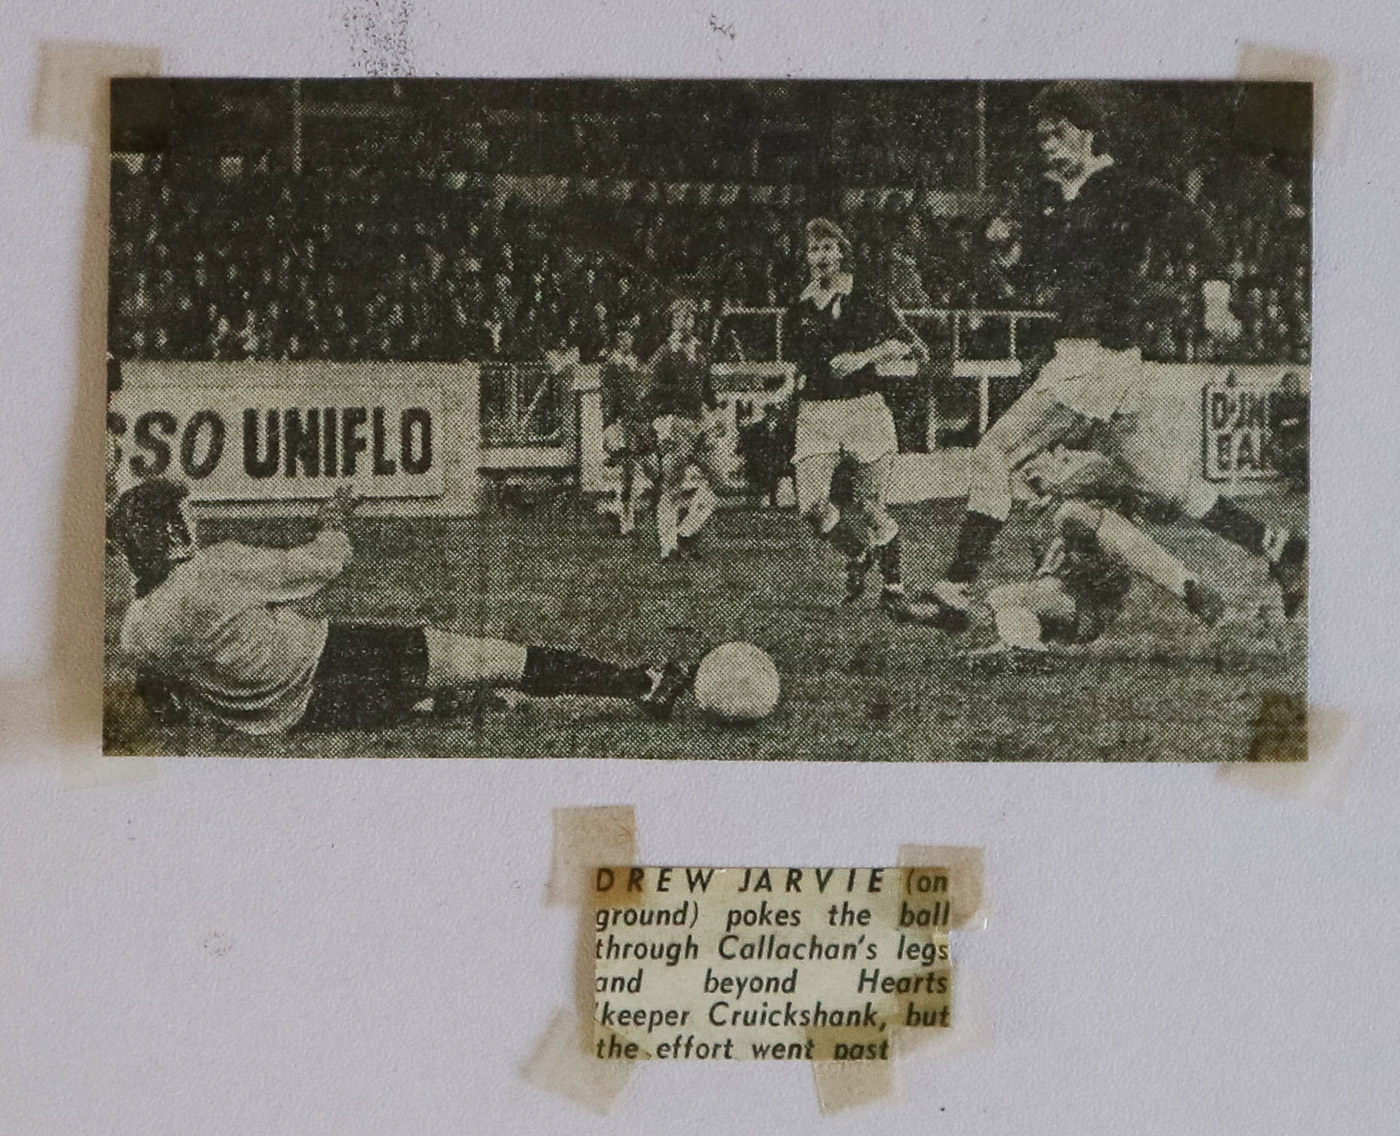 SSO UNIFLO
DREW JARVIE (on
ground) pokes the ball
through Callachan's legs
and beyond Hearts
'keeper Cruickshank, but
the effort went past